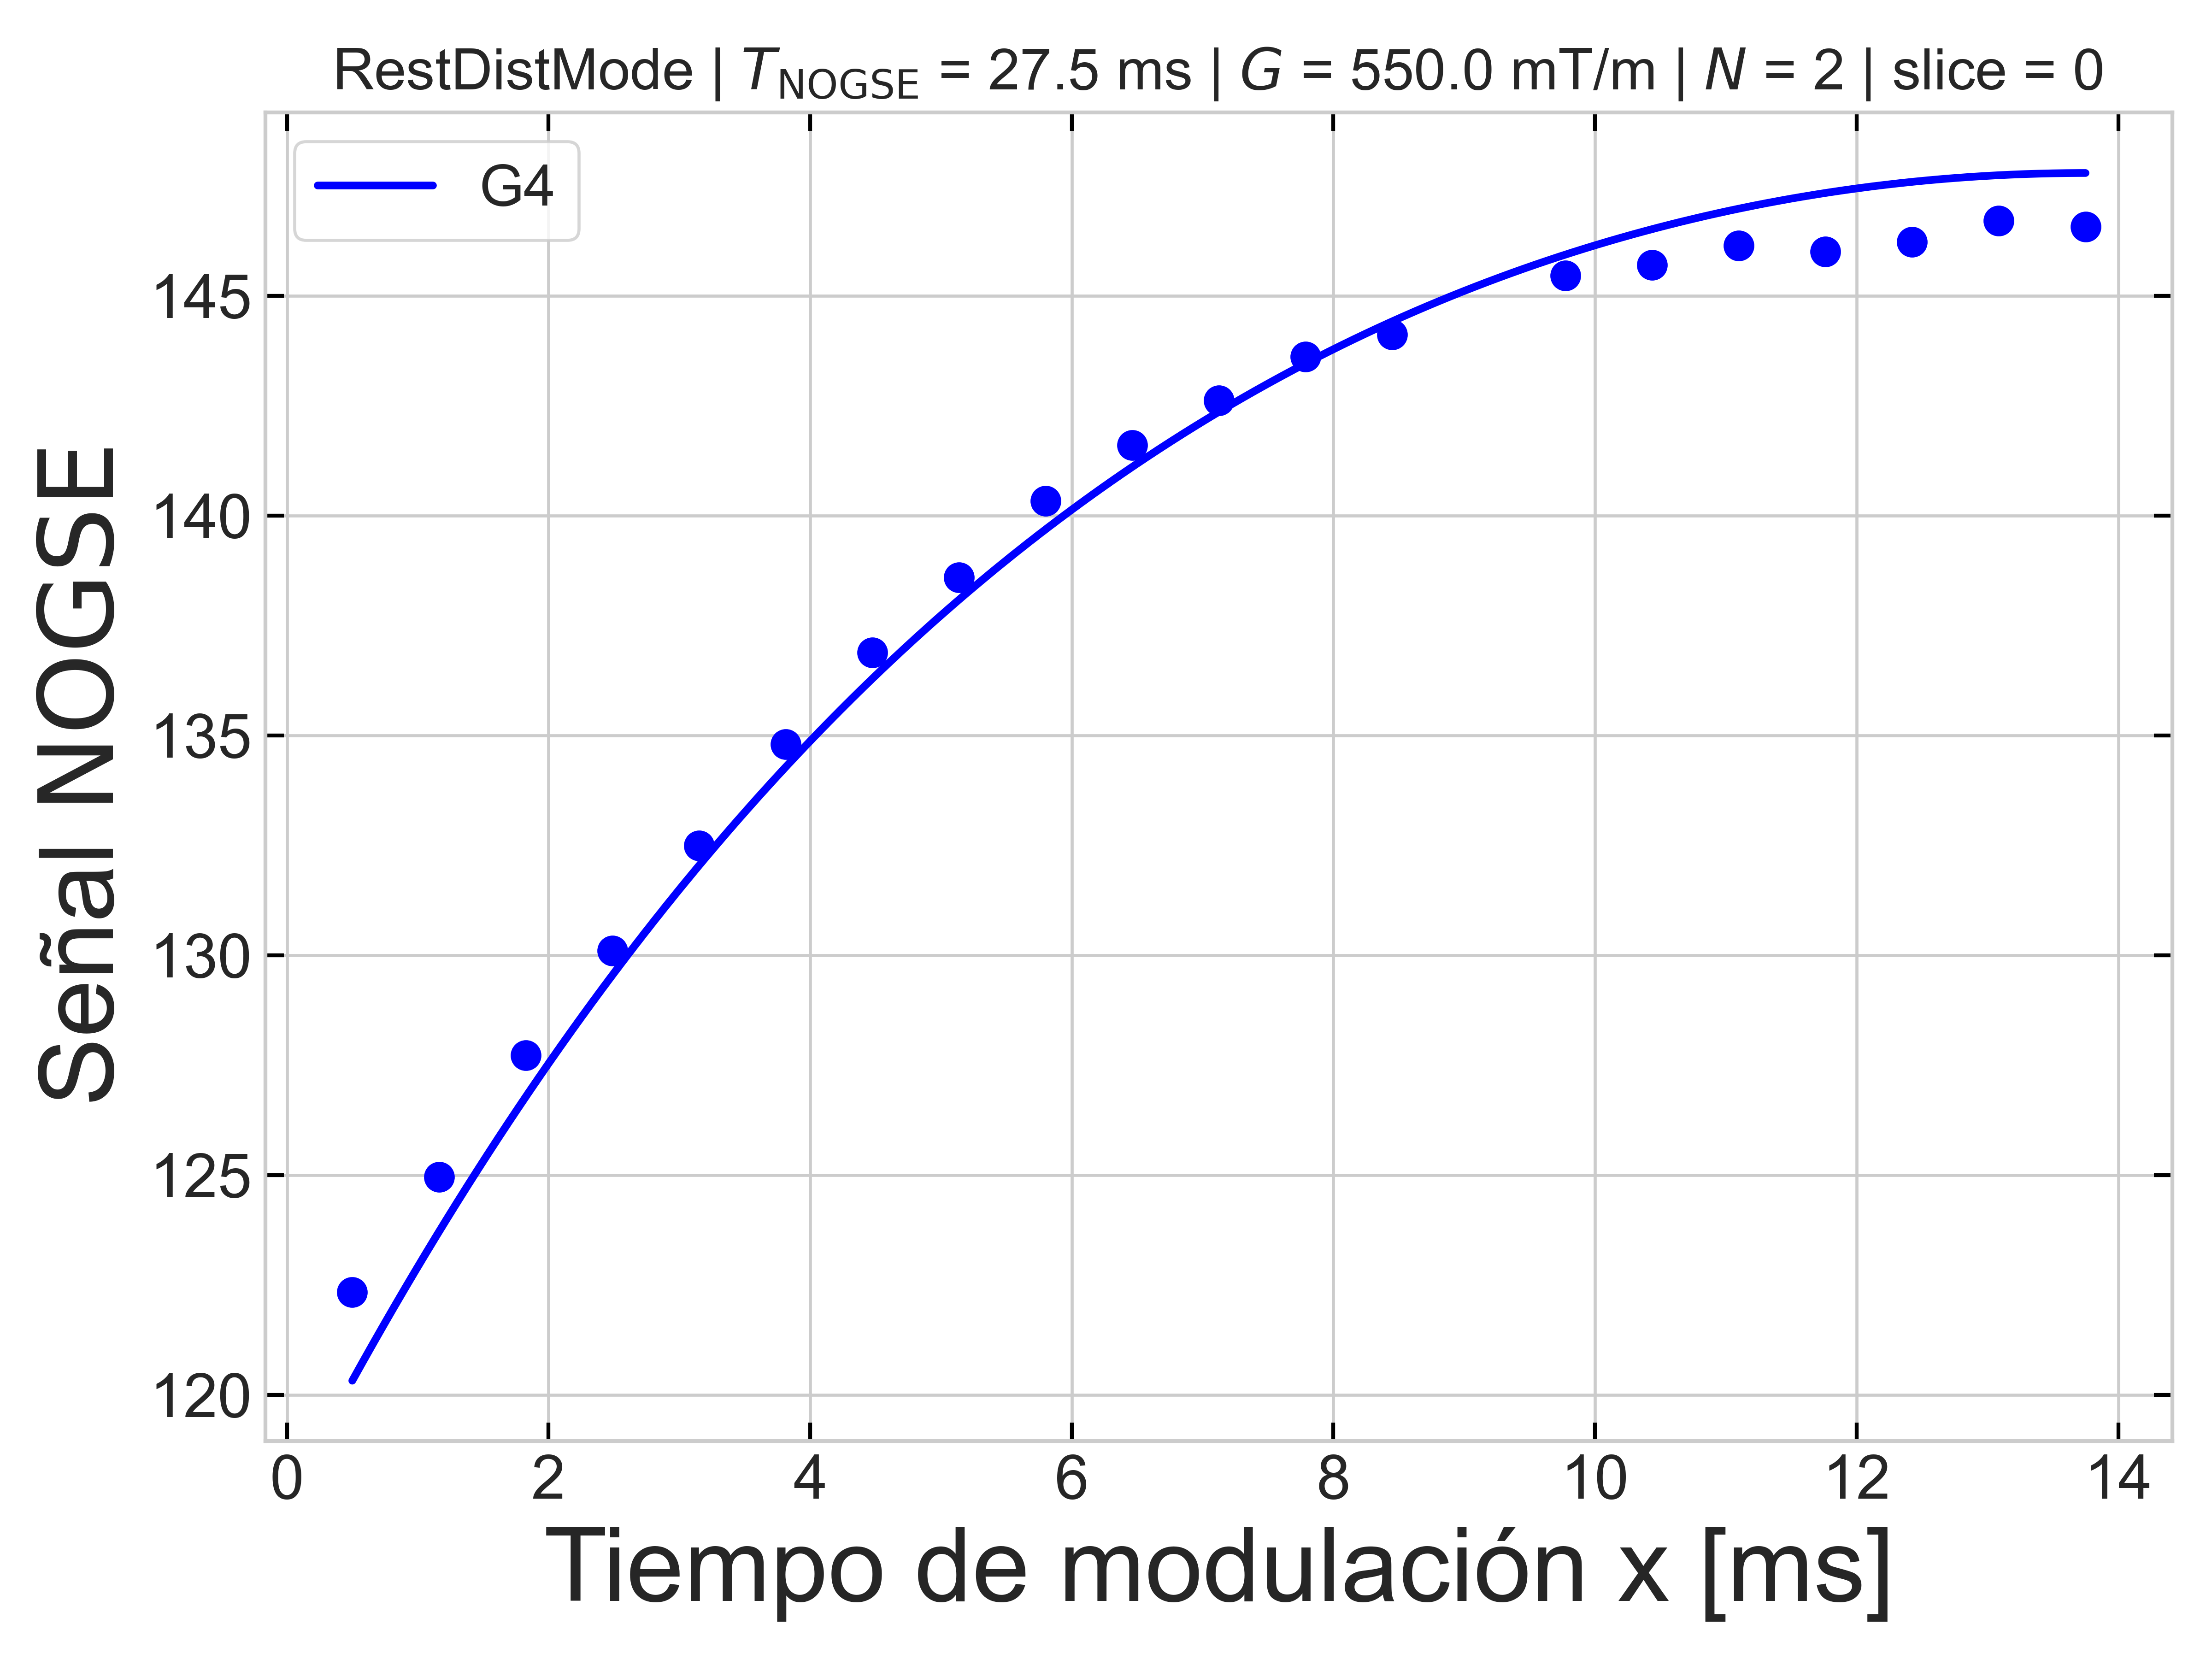 RestDistMode | T_NOGSE = 27.5 ms | G = 550.0 mT/m | N = 2 | slice = 0
G4
Señal NOGSE
145
140
135
130
125
120
0 2 4 6 8 10 12 14
Tiempo de modulación x [ms]